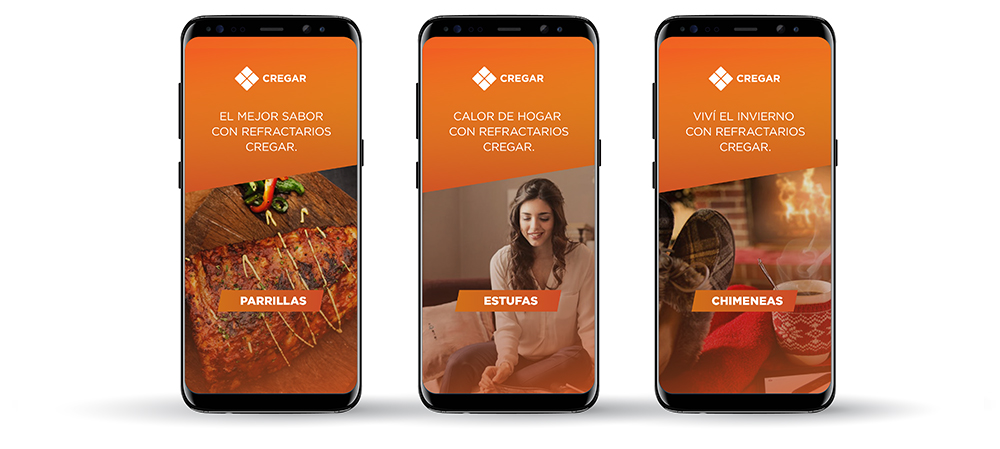 CREGAR
EL MEJOR SABOR
CON REFRACTARIOS
CREGAR.
PARRILLAS
CREGAR
CALOR DE HOGAR
CON REFRACTARIOS
CREGAR.
ESTUFAS
CREGAR
VIVÍ EL INVIERNO
CON REFRACTARIOS
CREGAR.
CHIMENEAS